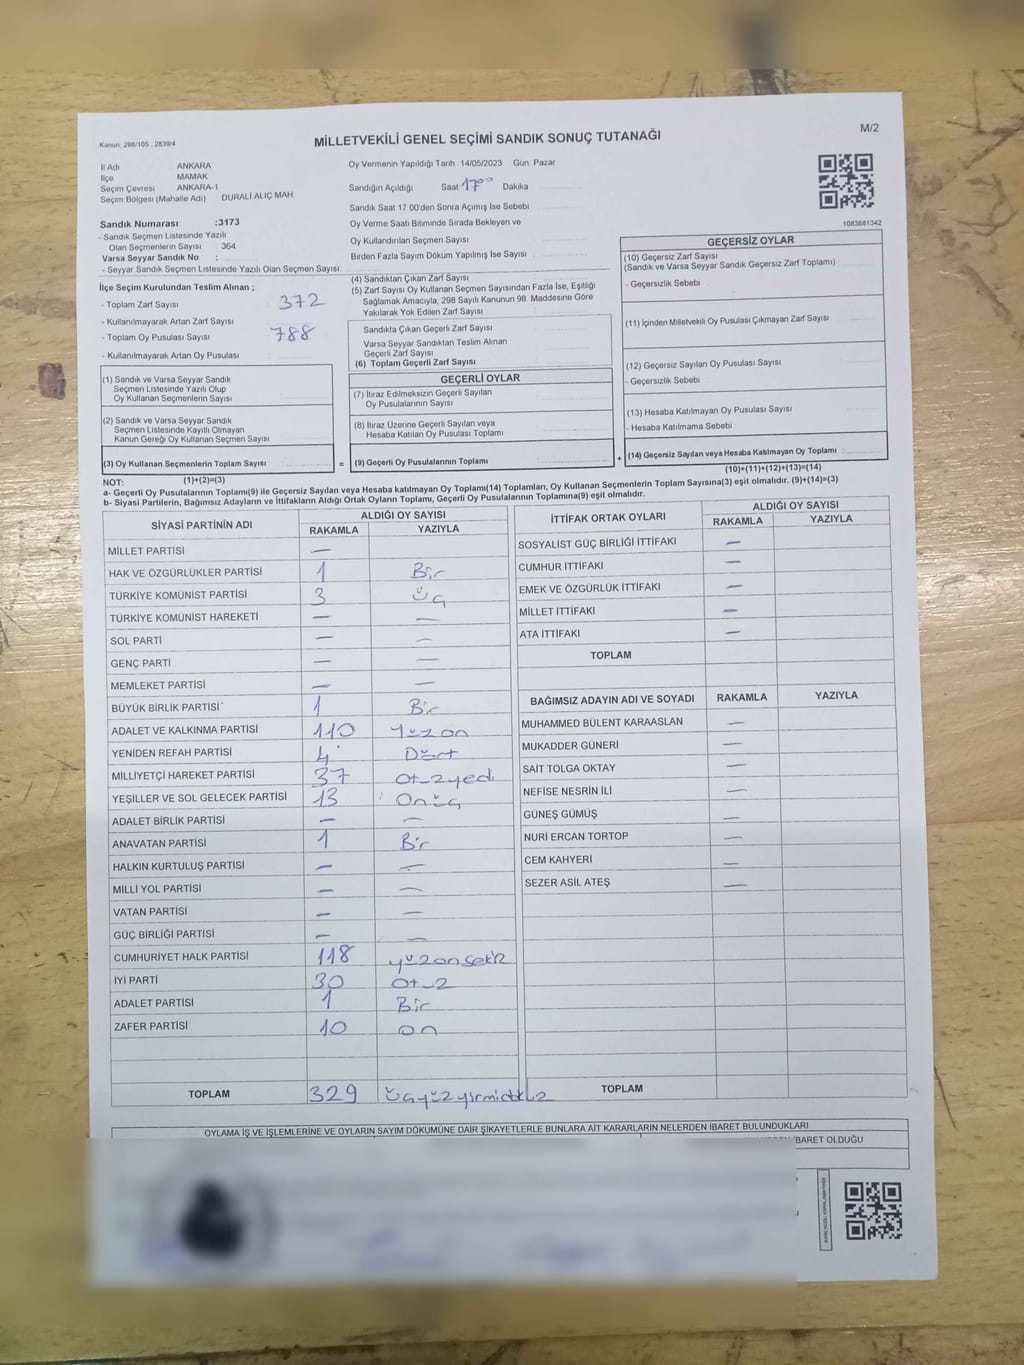 Kanun: 298/105 . 2839/4
MİLLETVEKİLİ GENEL SEÇİMİ SANDIK SONUÇ TUTANAĞI
M/2
İl Adı ANKARA
İlçe MAMAK
Seçim Çevresi ANKARA-1
Seçim Bölgesi (Mahalle Adı) : DURALİ ALIÇ MAH.
Sandık Numarası :3173
- Sandık Seçmen Listesinde Yazılı
Olan Seçmenlerin Sayısı : 364
Varsa Seyyar Sandık No :
- Seyyar Sandık Seçmen Listesinde Yazılı Olan Seçmen Sayısı:
İlçe Seçim Kurulundan Teslim Alınan ;
- Toplam Zarf Sayısı 372
- Kullanılmayarak Artan Zarf Sayısı
- Toplam Oy Pusulası Sayısı 788
- Kullanılmayarak Artan Oy Pusulası
(1) Sandık ve Varsa Seyyar Sandık
Seçmen Listesinde Yazılı Olup
Oy Kullanan Seçmenlerin Sayısı :
(2) Sandık ve Varsa Seyyar Sandık
Seçmen Listesinde Kayıtlı Olmayan
Kanun Gereği Oy Kullanan Seçmen Sayısı
(3) Oy Kullanan Seçmenlerin Toplam Sayısı
Oy Vermenin Yapıldığı Tarih : 14/05/2023 Gün: Pazar
Sandığın Açıldığı Saat: 17⁰⁰ Dakika
Sandık Saat 17:00'den Sonra Açımış İse Sebebi
Oy Verme Saati Bitiminde Sırada Bekleyen ve
Oy Kullandırılan Seçmen Sayısı
Birden Fazla Sayım Döküm Yapılmış İse Sayısı
(4) Sandıktan Çıkan Zarf Sayısı
(5) Zarf Sayısı Oy Kullanan Seçmen Sayısından Fazla İse, Eşitliği
Sağlamak Amacıyla, 298 Sayılı Kanunun 98. Maddesine Göre
Yakılarak Yok Edilen Zarf Sayısı
Sandıkta Çıkan Geçerli Zarf Sayısı
Varsa Seyyar Sandıktan Teslim Alınan
Geçerli Zarf Sayısı
(6) Toplam Geçerli Zarf Sayısı
GEÇERLİ OYLAR
(7) İtiraz Edilmeksizin Geçerli Sayılan
Oy Pusulalarının Sayısı
(8) İtiraz Üzerine Geçerli Sayılan veya
Hesaba Katılan Oy Pusulası Toplamı
= (9) Geçerli Oy Pusulalarının Toplamı +
1083681342
GEÇERSİZ OYLAR
(10) Geçersiz Zarf Sayısı
(Sandık ve Varsa Seyyar Sandık Geçersiz Zarf Toplamı)
- Geçersizlik Sebebi
(11) İçinden Milletvekili Oy Pusulası Çıkmayan Zarf Sayısı
(12) Geçersiz Sayılan Oy Pusulası Sayısı
- Geçersizlik Sebebi
(13) Hesaba Katılmayan Oy Pusulası Sayısı
- Hesaba Katılmama Sebebi
(14) Geçersiz Sayılan veya Hesaba Katılmayan Oy Toplamı :
(10)+(11)+(12)+(13)=(14)
NOT: (1)+(2)=(3)
a- Geçerli Oy Pusulalarının Toplamı(9) ile Geçersiz Sayılan veya Hesaba katılmayan Oy Toplamı(14) Toplamları, Oy Kullanan Seçmenlerin Toplam Sayısına(3) eşit olmalıdır. (9)+(14)=(3)
b- Siyasi Partilerin, Bağımsız Adayların ve İttifakların Aldığı Ortak Oyların Toplamı, Geçerli Oy Pusulalarının Toplamına(9) eşit olmalıdır.
SİYASİ PARTİNİN ADI ALDIĞI OY SAYISI
RAKAMLA YAZIYLA
MİLLET PARTİSİ —
HAK VE ÖZGÜRLÜKLER PARTİSİ 1 Bir
TÜRKİYE KOMÜNİST PARTİSİ 3 Üç
TÜRKİYE KOMÜNİST HAREKETİ — —
SOL PARTİ — —
GENÇ PARTİ — —
MEMLEKET PARTİSİ — —
BÜYÜK BİRLİK PARTİSİ 1 Bir
ADALET VE KALKINMA PARTİSİ 110 Yüzon
YENİDEN REFAH PARTİSİ 4 Dört
MİLLİYETÇİ HAREKET PARTİSİ 37 Otuzyedi
YEŞİLLER VE SOL GELECEK PARTİSİ 13 Onüç
ADALET BİRLİK PARTİSİ — —
ANAVATAN PARTİSİ 1 Bir
HALKIN KURTULUŞ PARTİSİ — —
MİLLİ YOL PARTİSİ — —
VATAN PARTİSİ — —
GÜÇ BİRLİĞİ PARTİSİ — —
CUMHURİYET HALK PARTİSİ 118 yüzonsekiz
İYİ PARTİ 30 Otuz
ADALET PARTİSİ 1 Bir
ZAFER PARTİSİ 10 on
TOPLAM 329 Üçyüzyirmidokuz
İTTİFAK ORTAK OYLARI ALDIĞI OY SAYISI
RAKAMLA YAZIYLA
SOSYALİST GÜÇ BİRLİĞİ İTTİFAKI —
CUMHUR İTTİFAKI —
EMEK VE ÖZGÜRLÜK İTTİFAKI —
MİLLET İTTİFAKI —
ATA İTTİFAKI —
TOPLAM
BAĞIMSIZ ADAYIN ADI VE SOYADI RAKAMLA YAZIYLA
MUHAMMED BÜLENT KARAASLAN —
MUKADDER GÜNERİ —
SAİT TOLGA OKTAY —
NEFİSE NESRİN İLİ —
GÜNEŞ GÜMÜŞ —
NURİ ERCAN TORTOP —
CEM KAHYERİ —
SEZER ASİL ATEŞ —
TOPLAM
OYLAMA İŞ VE İŞLEMLERİNE VE OYLARIN SAYIM DÖKÜMÜNE DAİR ŞİKAYETLERLE BUNLARA AİT KARARLARIN NELERDEN İBARET BULUNDUKLARI
İBARET OLDUĞU